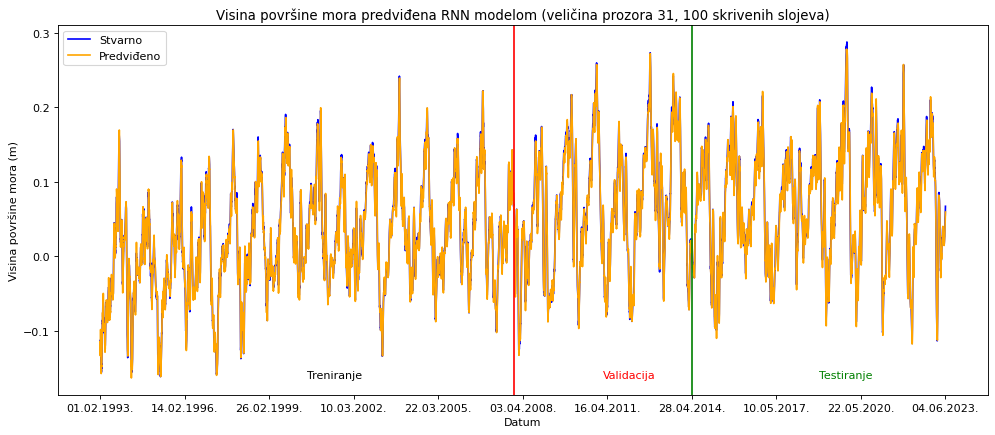 Visina površine mora predviđena RNN modelom (veličina prozora 31, 100 skrivenih slojeva)
Stvarno
Predviđeno
Visina površine mora (m)
0.3
0.2
0.1
0.0
−0.1
Treniranje
Validacija
Testiranje
01.02.1993. 14.02.1996. 26.02.1999. 10.03.2002. 22.03.2005. 03.04.2008. 16.04.2011. 28.04.2014. 10.05.2017. 22.05.2020. 04.06.2023.
Datum